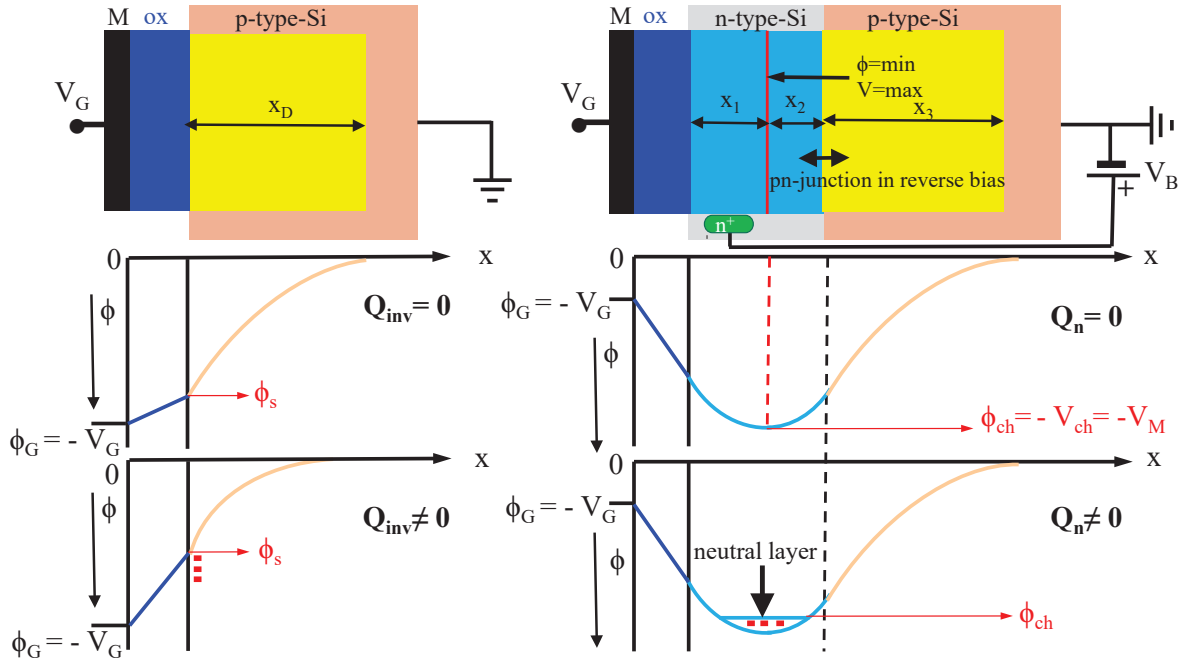 M ox p-type-Si
V_G
x_D
0 x
ϕ
Q_inv = 0
ϕ_s
ϕ_G = - V_G
0 x
ϕ
Q_inv ≠ 0
ϕ_s
ϕ_G = - V_G
M ox n-type-Si p-type-Si
ϕ=min
V=max
V_G
x_1 x_2 x_3
pn-junction in reverse bias
V_B
+
n⁺
0 x
ϕ_G = - V_G
ϕ
Q_n = 0
ϕ_ch = - V_ch = -V_M
0 x
ϕ_G = - V_G
ϕ
Q_n ≠ 0
neutral layer
ϕ_ch